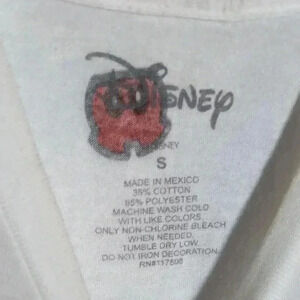 DISNEY
SNEY
S
MADE IN MEXICO
35% COTTON
65% POLYESTER
MACHINE WASH COLD
WITH LIKE COLORS.
ONLY NON-CHLORINE BLEACH
WHEN NEEDED.
TUMBLE DRY LOW.
DO NOT IRON DECORATION.